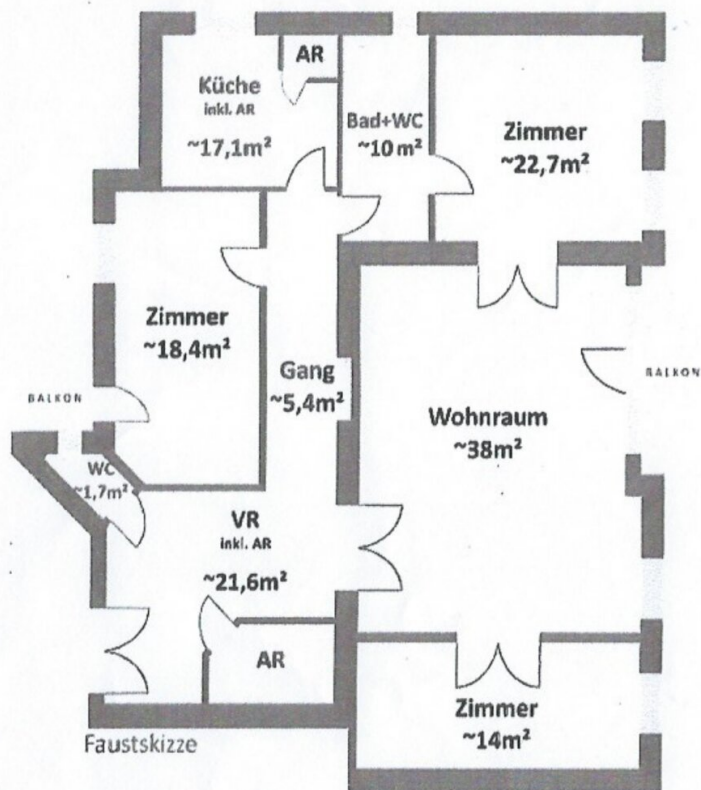 AR
Küche
inkl. AR
~17,1m²
Bad+WC
~10 m²
Zimmer
~22,7m²
Zimmer
~18,4m²
Gang
~5,4m²
BALKON
BALKON
Wohnraum
~38m²
WC
~1,7m²
VR
inkl. AR
~21,6m²
AR
Zimmer
~14m²
Faustskizze